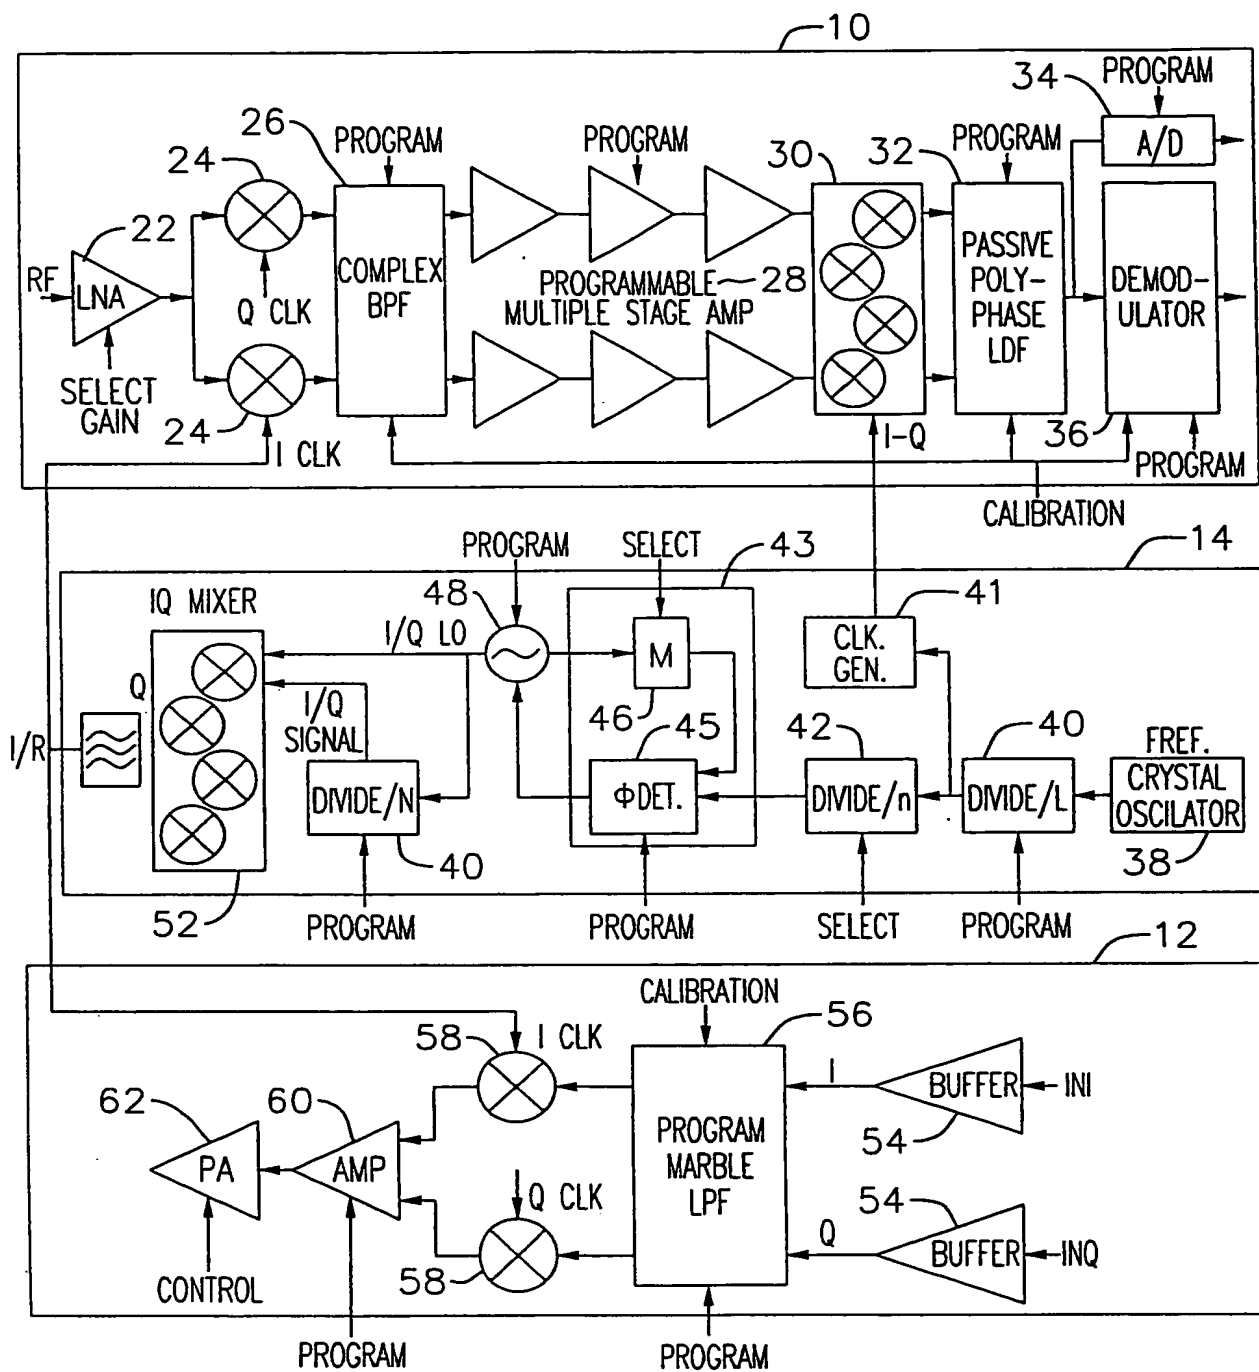 10
34
PROGRAM
A/D
26
24
PROGRAM
PROGRAM
30
32
PROGRAM
22
RF
LNA
Q CLK
COMPLEX
BPF
PROGRAMMABLE
28
MULTIPLE STAGE AMP
PASSIVE
POLY-
PHASE
LDF
DEMOD-
ULATOR
SELECT
GAIN
24
I CLK
I-Q
36
PROGRAM
CALIBRATION
PROGRAM
SELECT
43
14
IQ MIXER
48
I/Q LO
M
41
CLK.
GEN.
Q
I/Q
SIGNAL
46
I/R
45
42
40
FREF.
CRYSTAL
OSCILATOR
DIVIDE/N
ΦDET.
DIVIDE/n
DIVIDE/L
40
38
52
PROGRAM
PROGRAM
SELECT
PROGRAM
12
CALIBRATION
56
58
I CLK
I
BUFFER
INI
62
60
54
PA
AMP
PROGRAM
MARBLE
LPF
Q CLK
54
Q
BUFFER
INQ
58
CONTROL
PROGRAM
PROGRAM